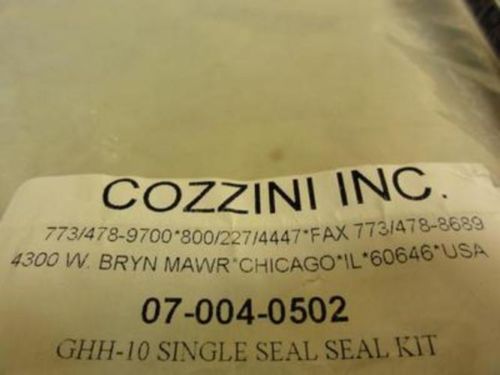 COZZINI INC.
773/478-9700*800/227/4447*FAX 773/478-8689
4300 W. BRYN MAWR*CHICAGO*IL*60646*USA
07-004-0502
GHH-10 SINGLE SEAL SEAL KIT